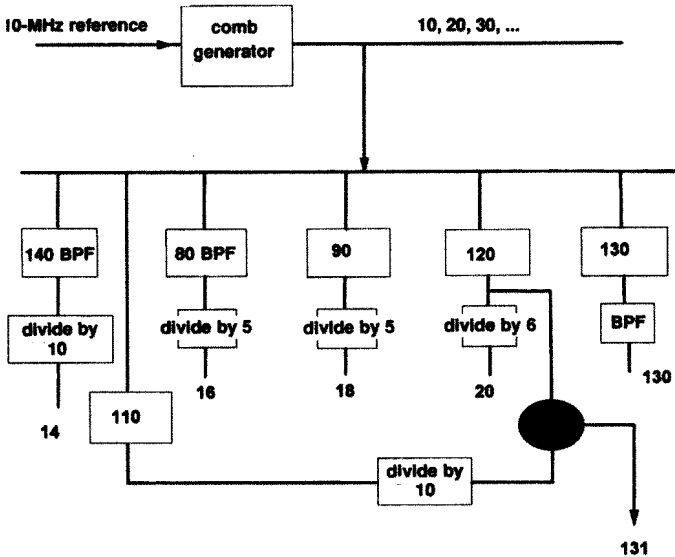 10-MHz reference
comb
generator
10, 20, 30, ...
140 BPF
80 BPF
90
120
130
divide by
10
divide by 5
divide by 5
divide by 6
BPF
14
110
16
18
20
130
divide by
10
131